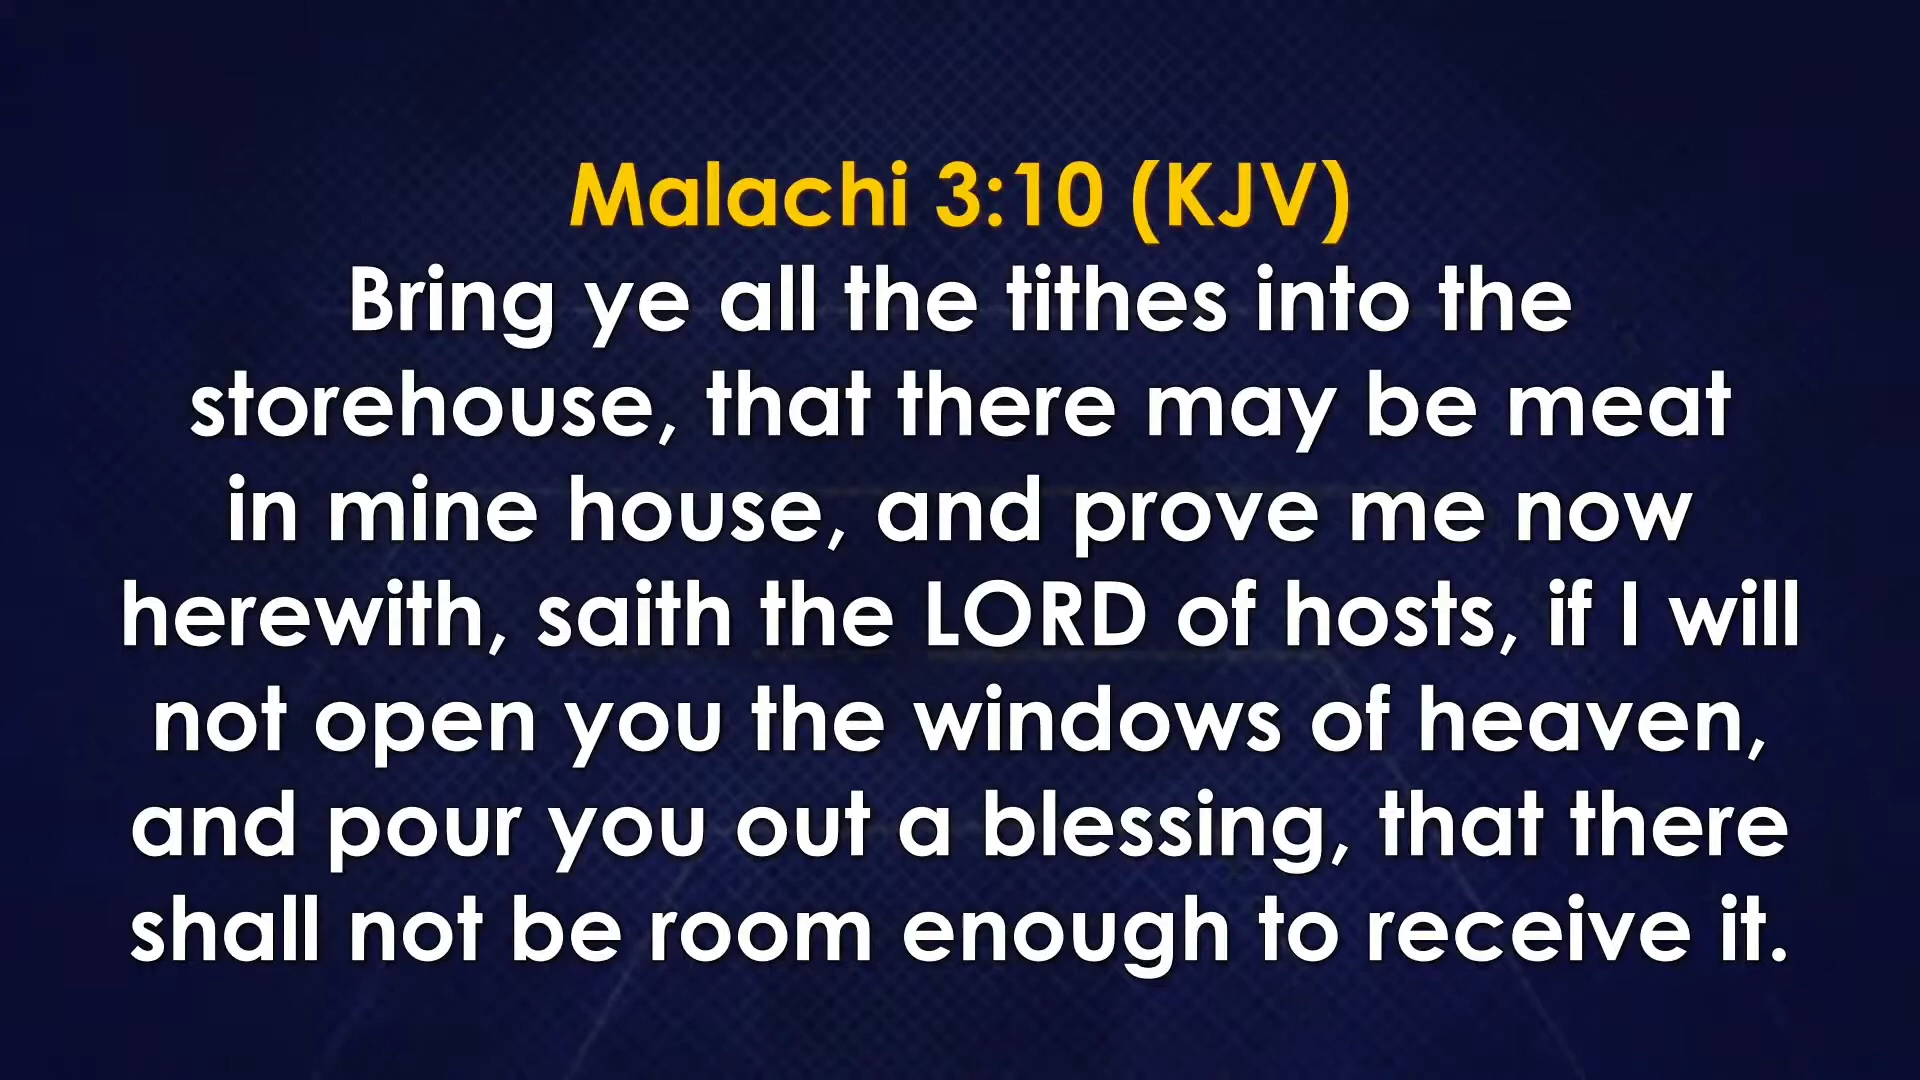 Malachi 3:10 (KJV)
Bring ye all the tithes into the
storehouse, that there may be meat
in mine house, and prove me now
herewith, saith the LORD of hosts, if I will
not open you the windows of heaven,
and pour you out a blessing, that there
shall not be room enough to receive it.